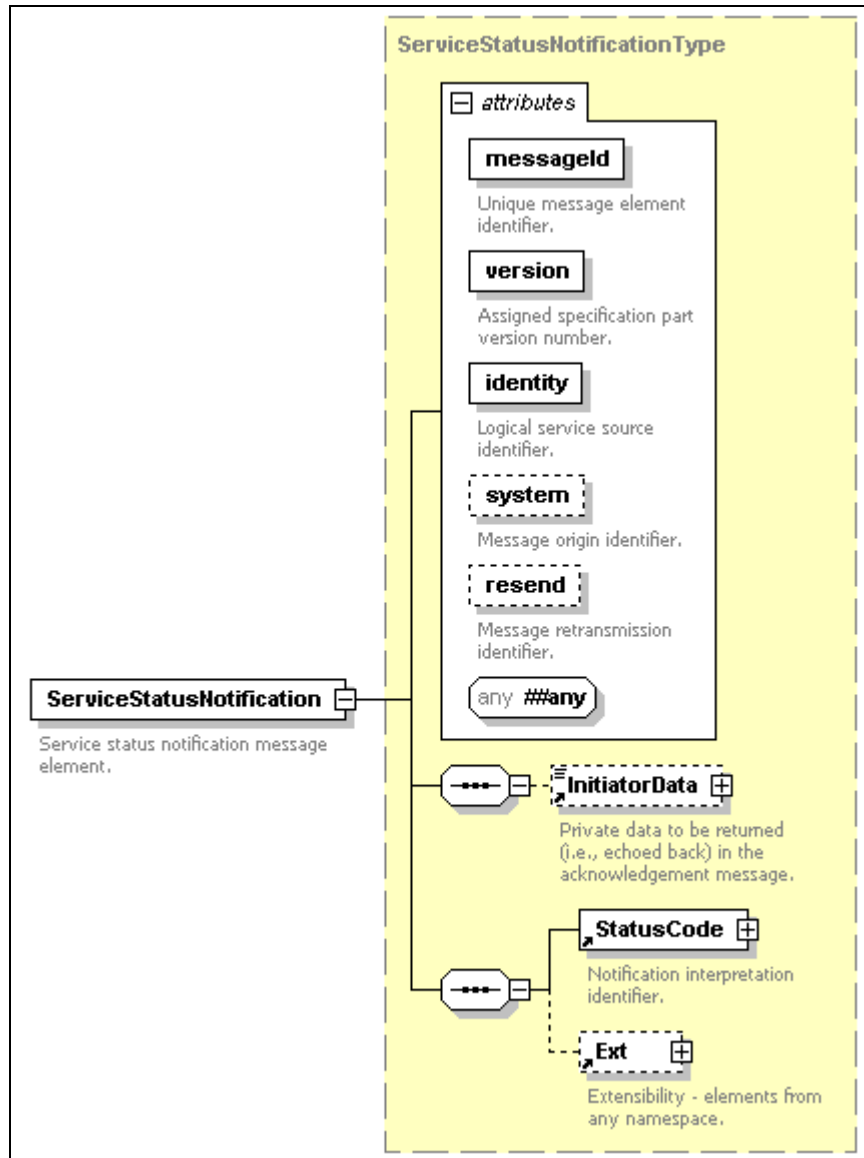 ServiceStatusNotificationType
attributes
messageId
Unique message element
identifier.
version
Assigned specification part
version number.
identity
Logical service source
identifier.
system
Message origin identifier.
resend
Message retransmission
identifier.
any ##any
ServiceStatusNotification
Service status notification message
element.
InitiatorData
Private data to be returned
(i.e., echoed back) in the
acknowledgement message.
StatusCode
Notification interpretation
identifier.
Ext
Extensibility - elements from
any namespace.